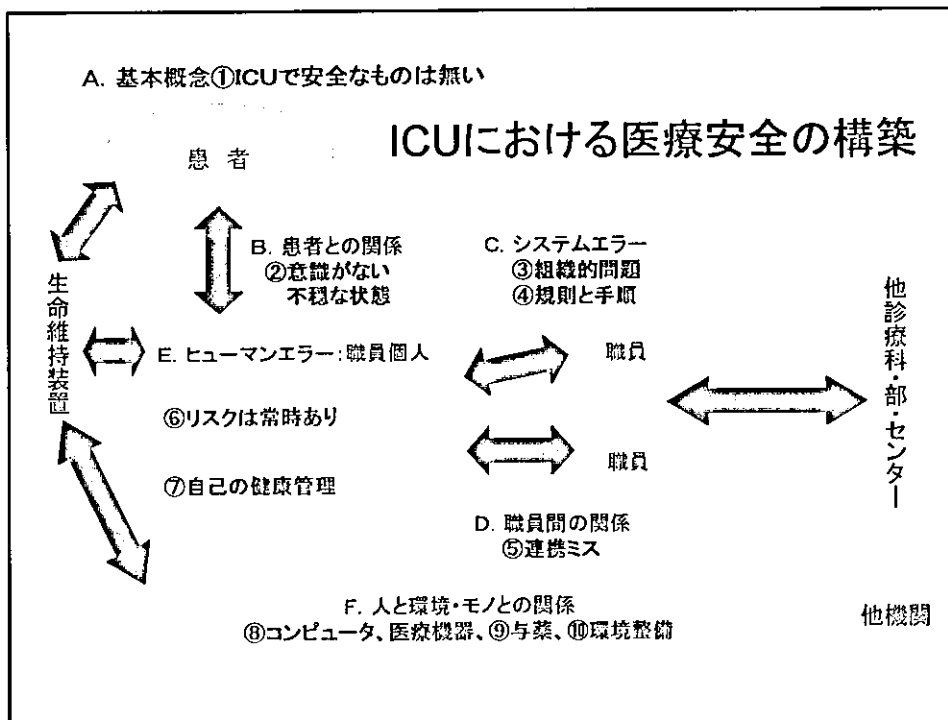 A. 基本概念①ICUで安全なものは無い
ICUにおける医療安全の構築
患者
B. 患者との関係
②意識がない
不穏な状態
C. システムエラー
③組織的問題
④規則と手順
生命維持装置
E. ヒューマンエラー:職員個人
職員
他診療科・部・センター
⑥リスクは常時あり
職員
⑦自己の健康管理
D. 職員間の関係
⑤連携ミス
F. 人と環境・モノとの関係
⑧コンピュータ、医療機器、⑨与薬、⑩環境整備
他機関